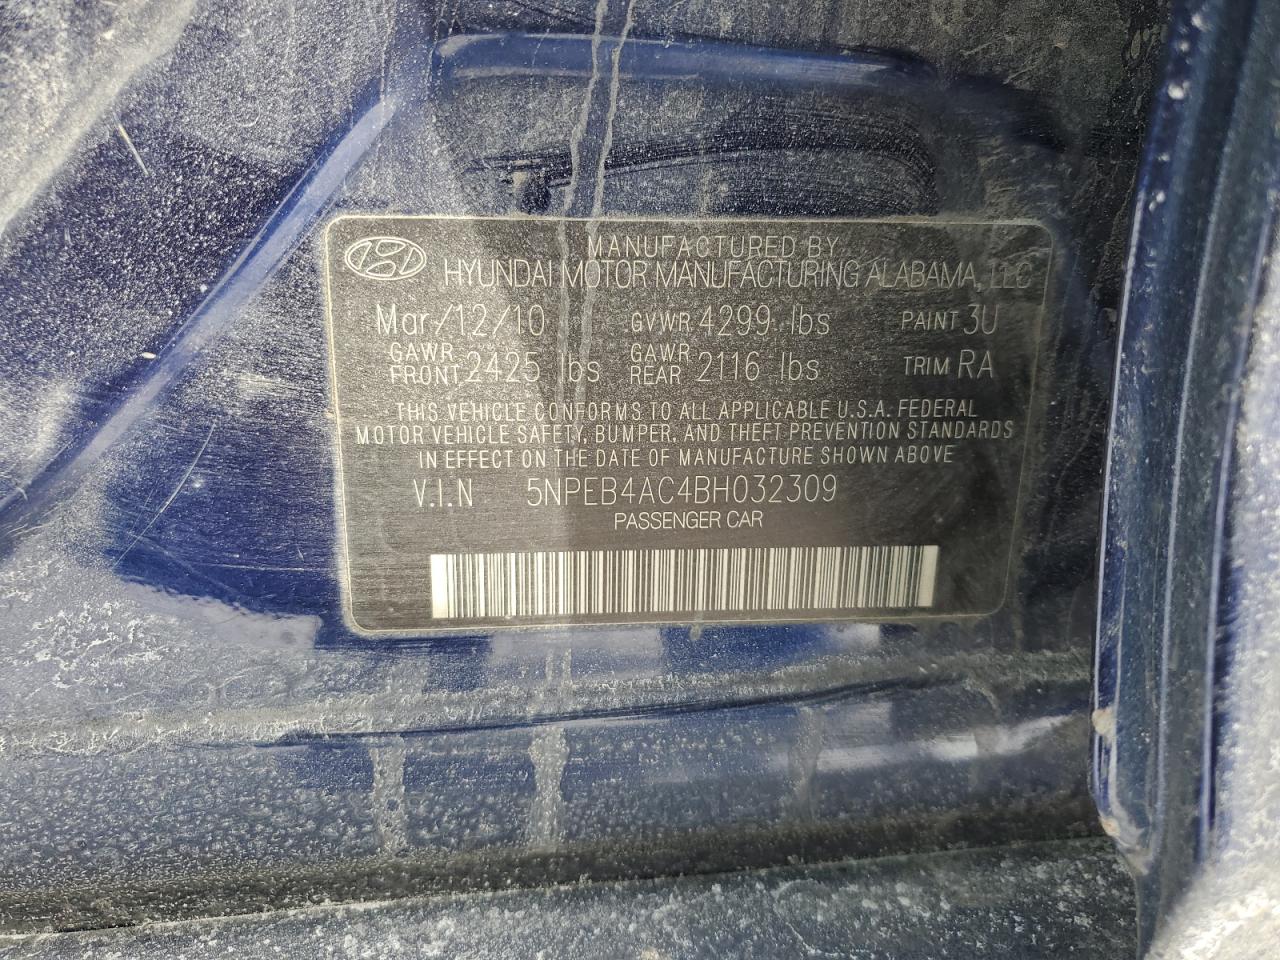 MANUFACTURED BY
HYUNDAI MOTOR MANUFACTURING ALABAMA, LLC
Mar/12/10 GVWR 4299 lbs PAINT 3U
GAWR FRONT 2425 lbs GAWR REAR 2116 lbs TRIM RA
THIS VEHICLE CONFORMS TO ALL APPLICABLE U.S.A. FEDERAL
MOTOR VEHICLE SAFETY, BUMPER, AND THEFT PREVENTION STANDARDS
IN EFFECT ON THE DATE OF MANUFACTURE SHOWN ABOVE
V.I.N 5NPEB4AC4BH032309
PASSENGER CAR